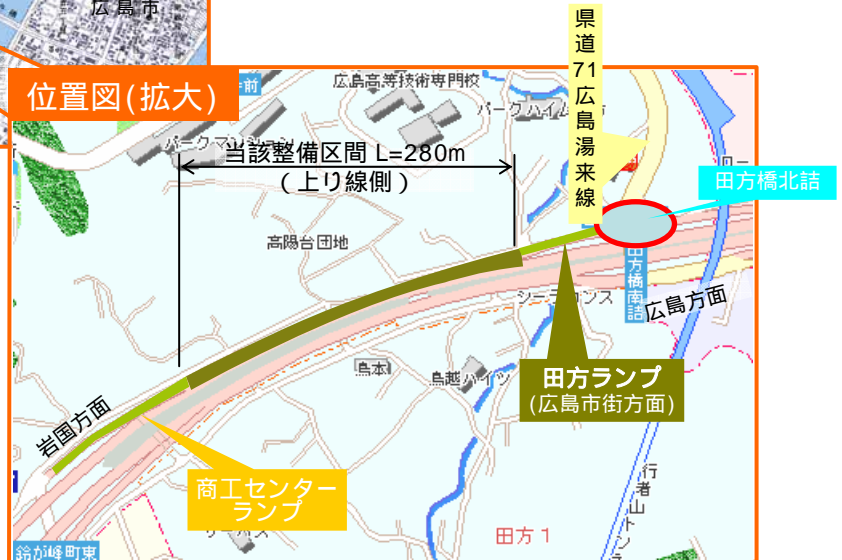 広島市
位置図(拡大)
前
広島高等技術専門校
パークハイム
県道71広島湯来線
当該整備区間 L=280m
(上り線側)
田方橋北詰
高陽台団地
田方橋南詰
広島方面
田方ランプ
(広島市街方面)
島本
鳥越ハイツ
岩国方面
商工センター
ランプ
行者山トン
田方1
鈴が峰町東